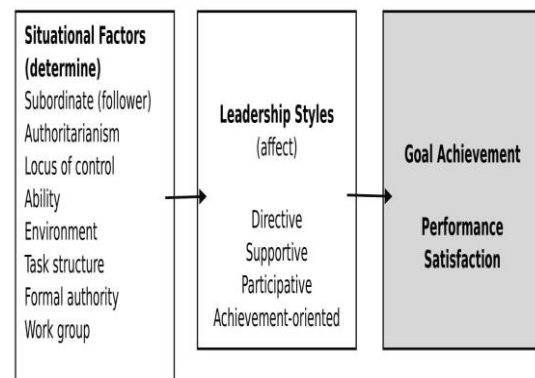 Situational Factors
(determine)
Subordinate (follower)
Authoritarianism
Locus of control
Ability
Environment
Task structure
Formal authority
Work group
Leadership Styles
(affect)
Directive
Supportive
Participative
Achievement-oriented
Goal Achievement
Performance
Satisfaction